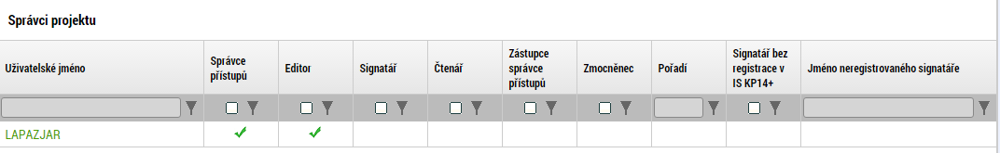 Správci projektu
Uživatelské jméno
Správce
přístupů
Editor
Signatář
Čtenář
Zástupce
správce
přístupů
Zmocněnec
Pořadí
Signatář bez
registrace v
IS KP14+
Jméno neregistrovaného signatáře
LAPAZJAR